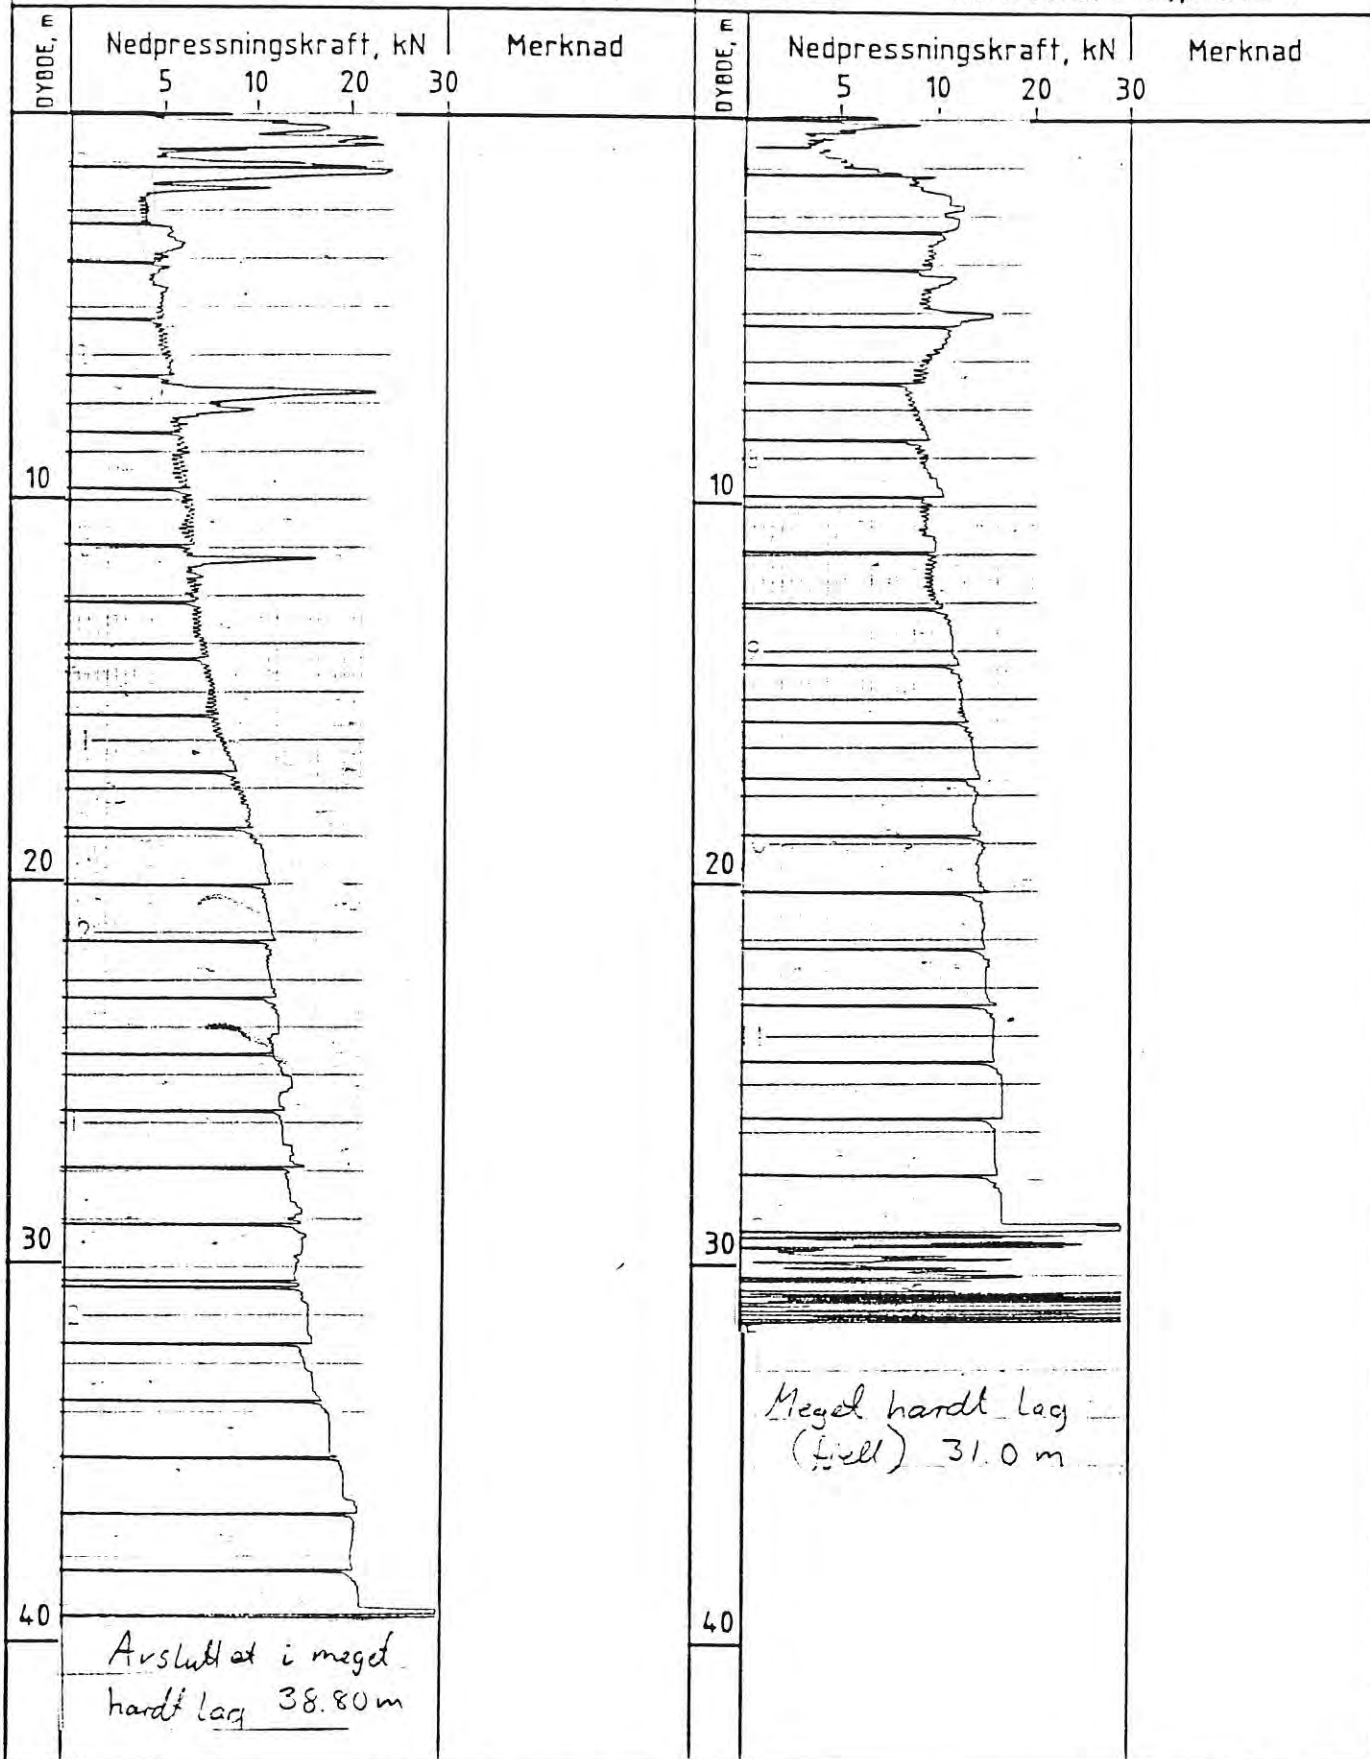 DYBDE, m
Nedpressningskraft, kN
Merknad
5 10 20 30
10
20
30
40
Avsluttet i meget
hardt lag 38.80 m
DYBDE, m
Nedpressningskraft, kN
Merknad
5 10 20 30
10
20
30
40
Meget hardt lag
(fjell) 31.0 m